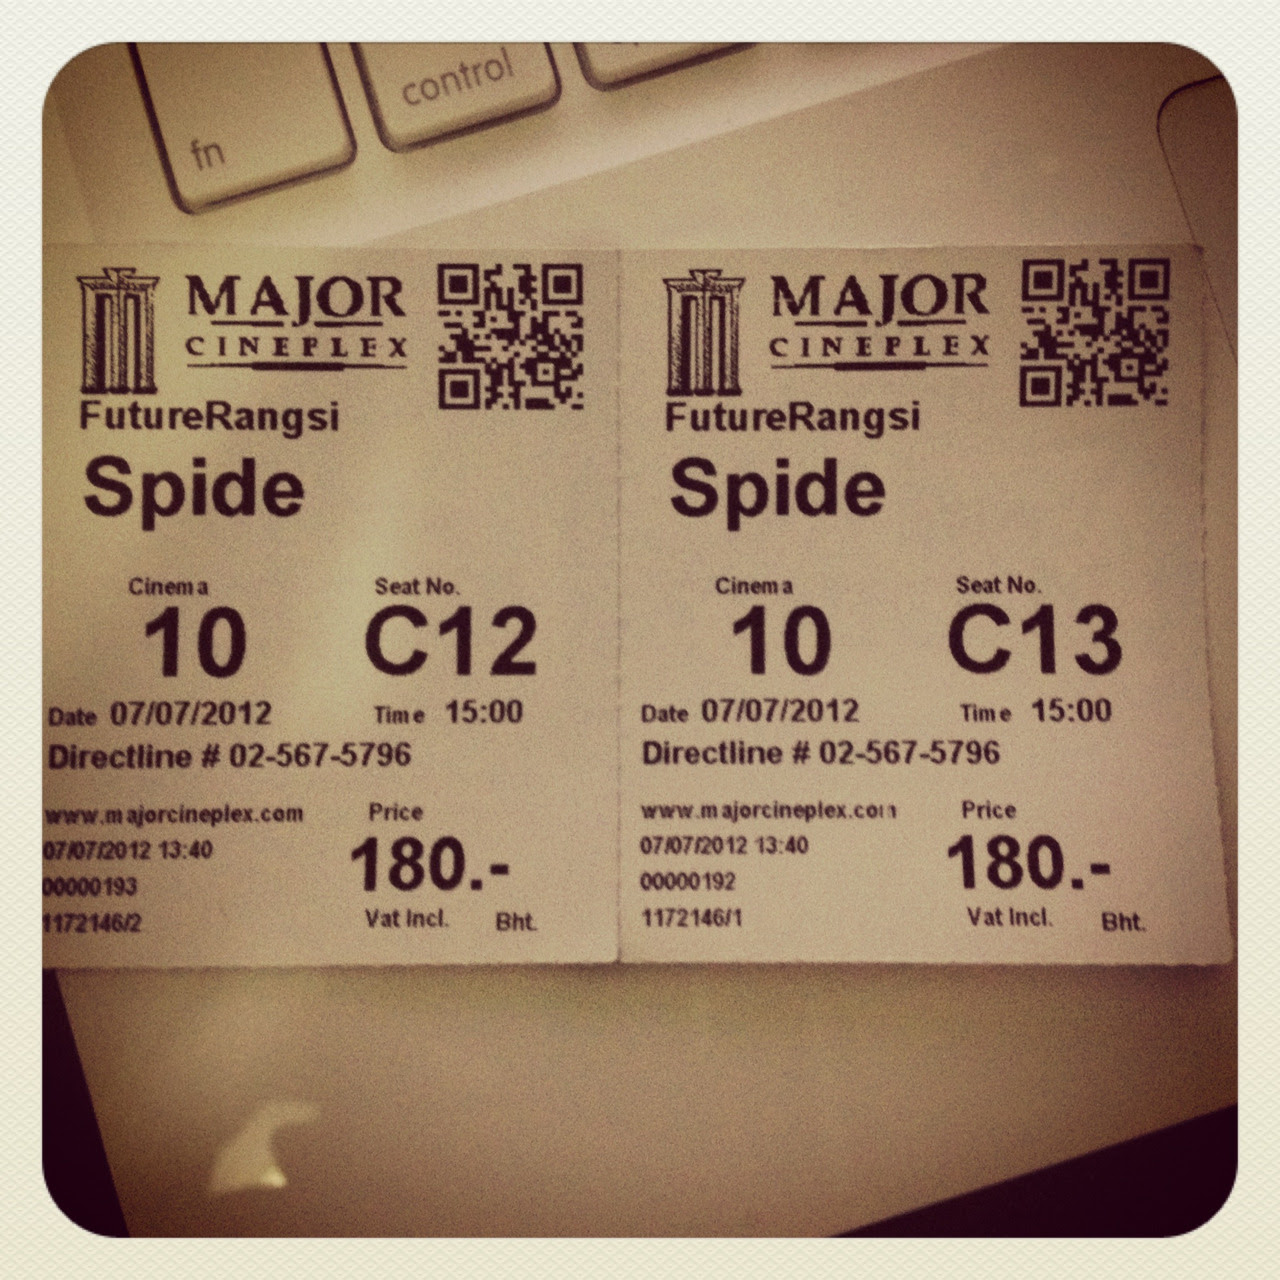 fn
control
MAJOR
CINEPLEX
FutureRangsi
Spide
Cinema Seat No.
10 C12
Date 07/07/2012 Time 15:00
Directline # 02-567-5796
www.majorcineplex.com Price
07/07/2012 13:40 180.-
00000193
1172146/2 Vat Incl. Bht.
MAJOR
CINEPLEX
FutureRangsi
Spide
Cinema Seat No.
10 C13
Date 07/07/2012 Time 15:00
Directline # 02-567-5796
www.majorcineplex.com Price
07/07/2012 13:40 180.-
00000192
1172146/1 Vat Incl. Bht.